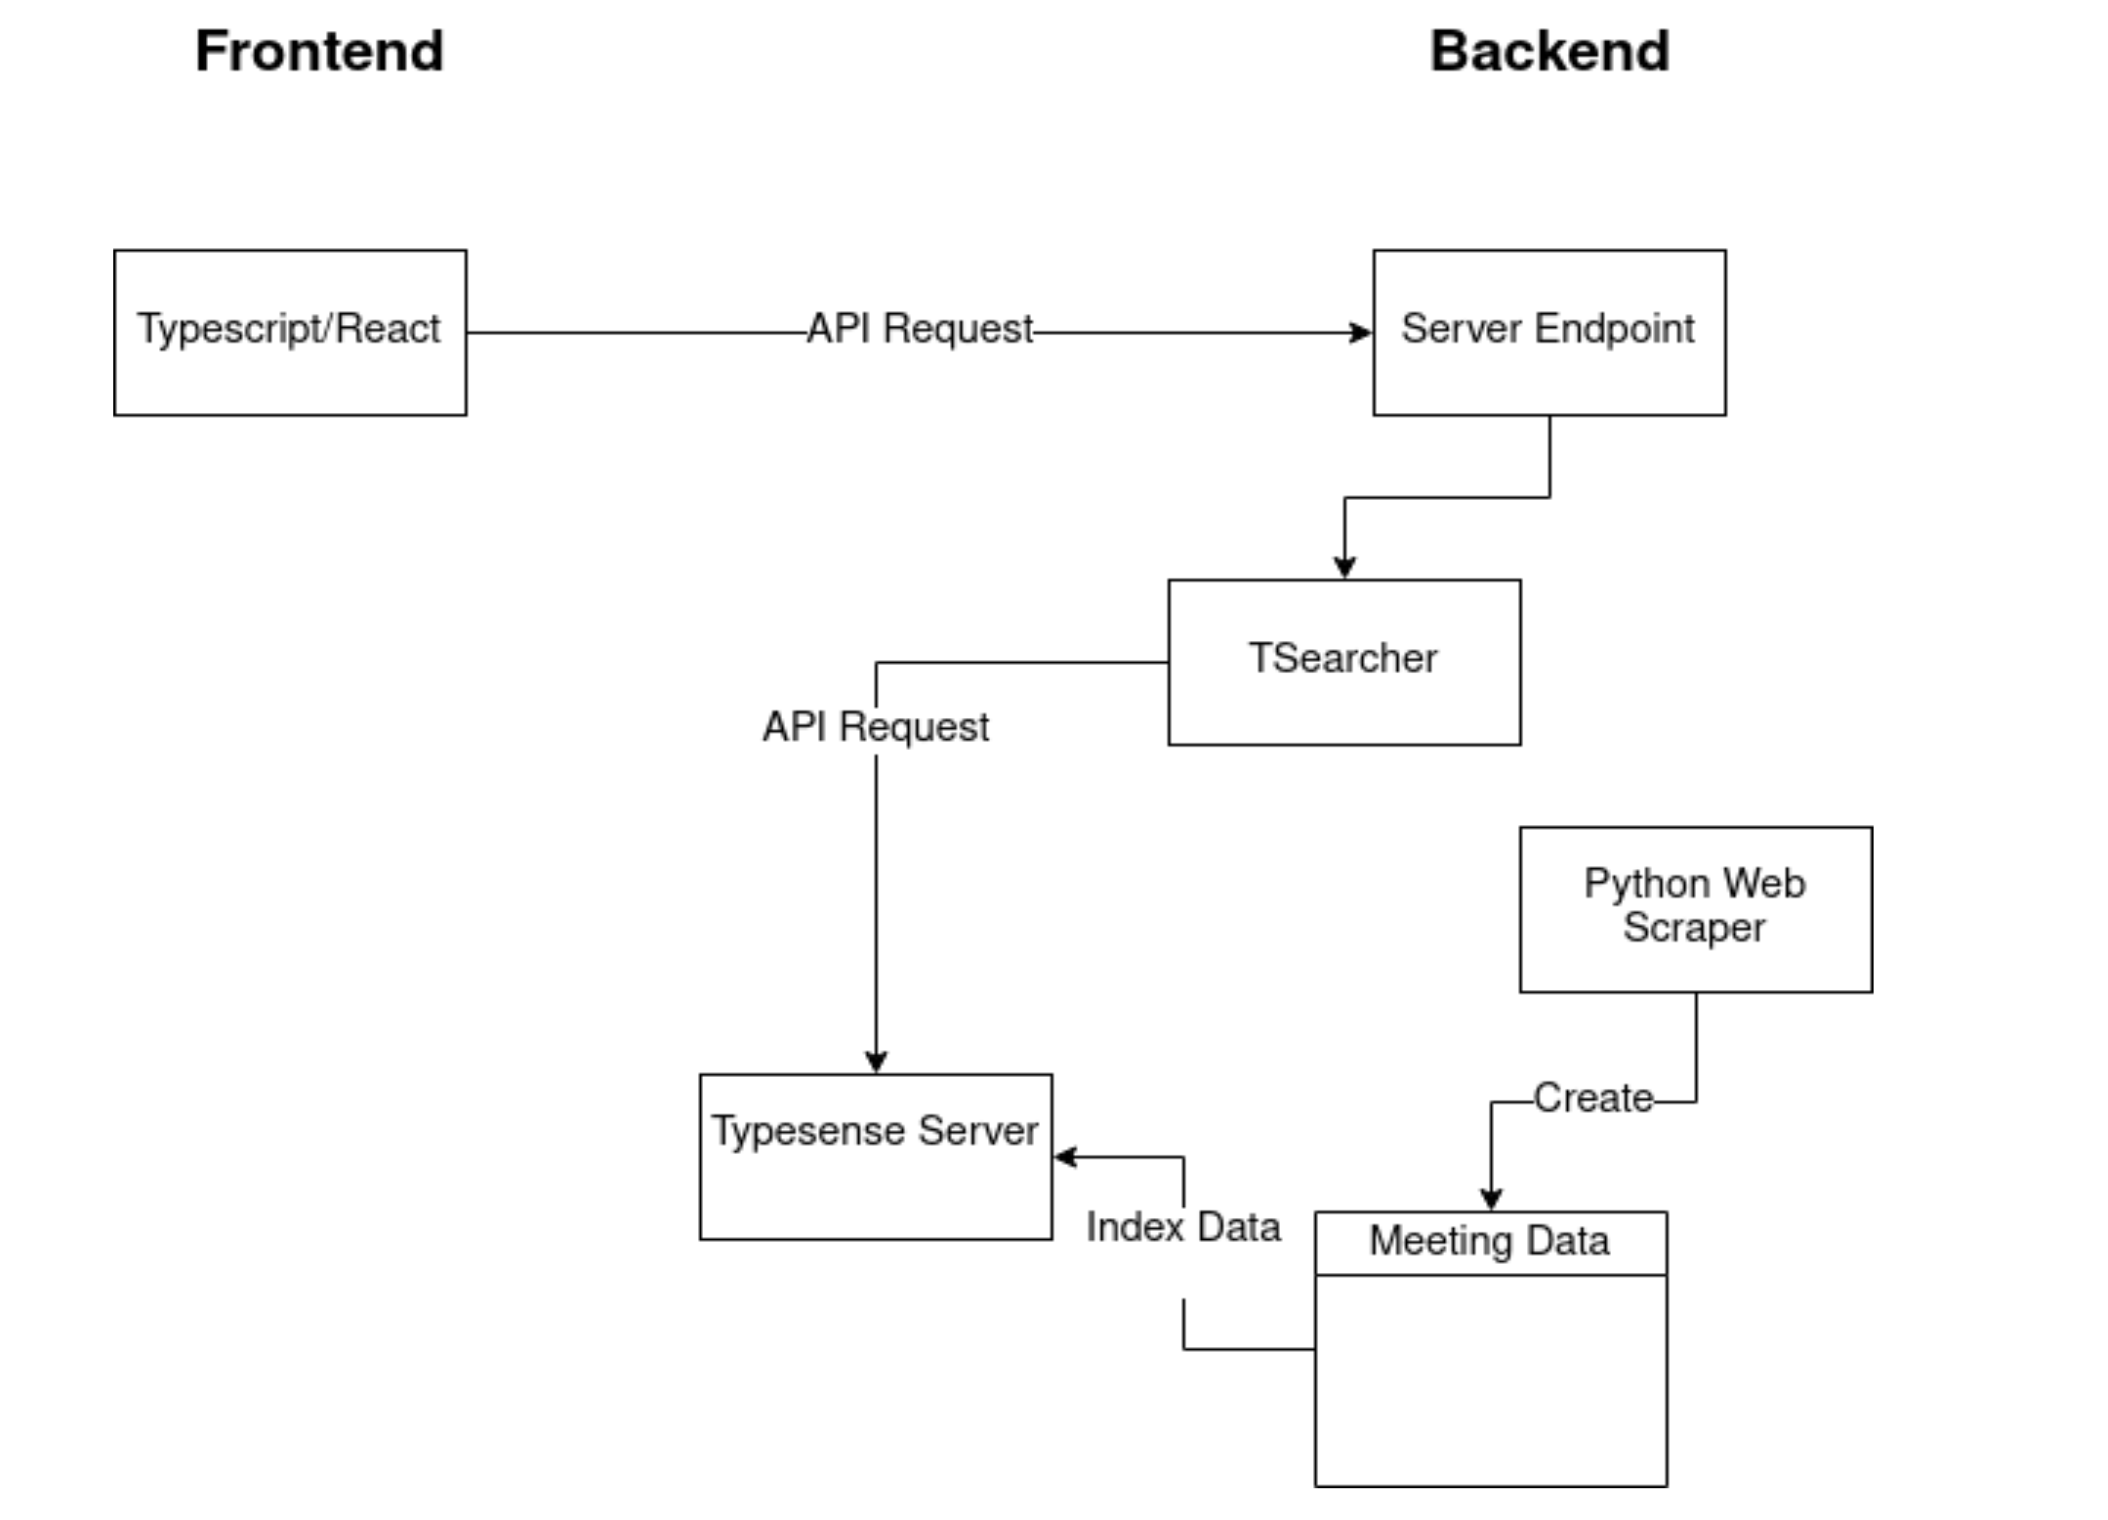 Frontend
Backend
Typescript/React
API Request
Server Endpoint
TSearcher
API Request
Python Web
Scraper
Create
Typesense Server
Index Data
Meeting Data